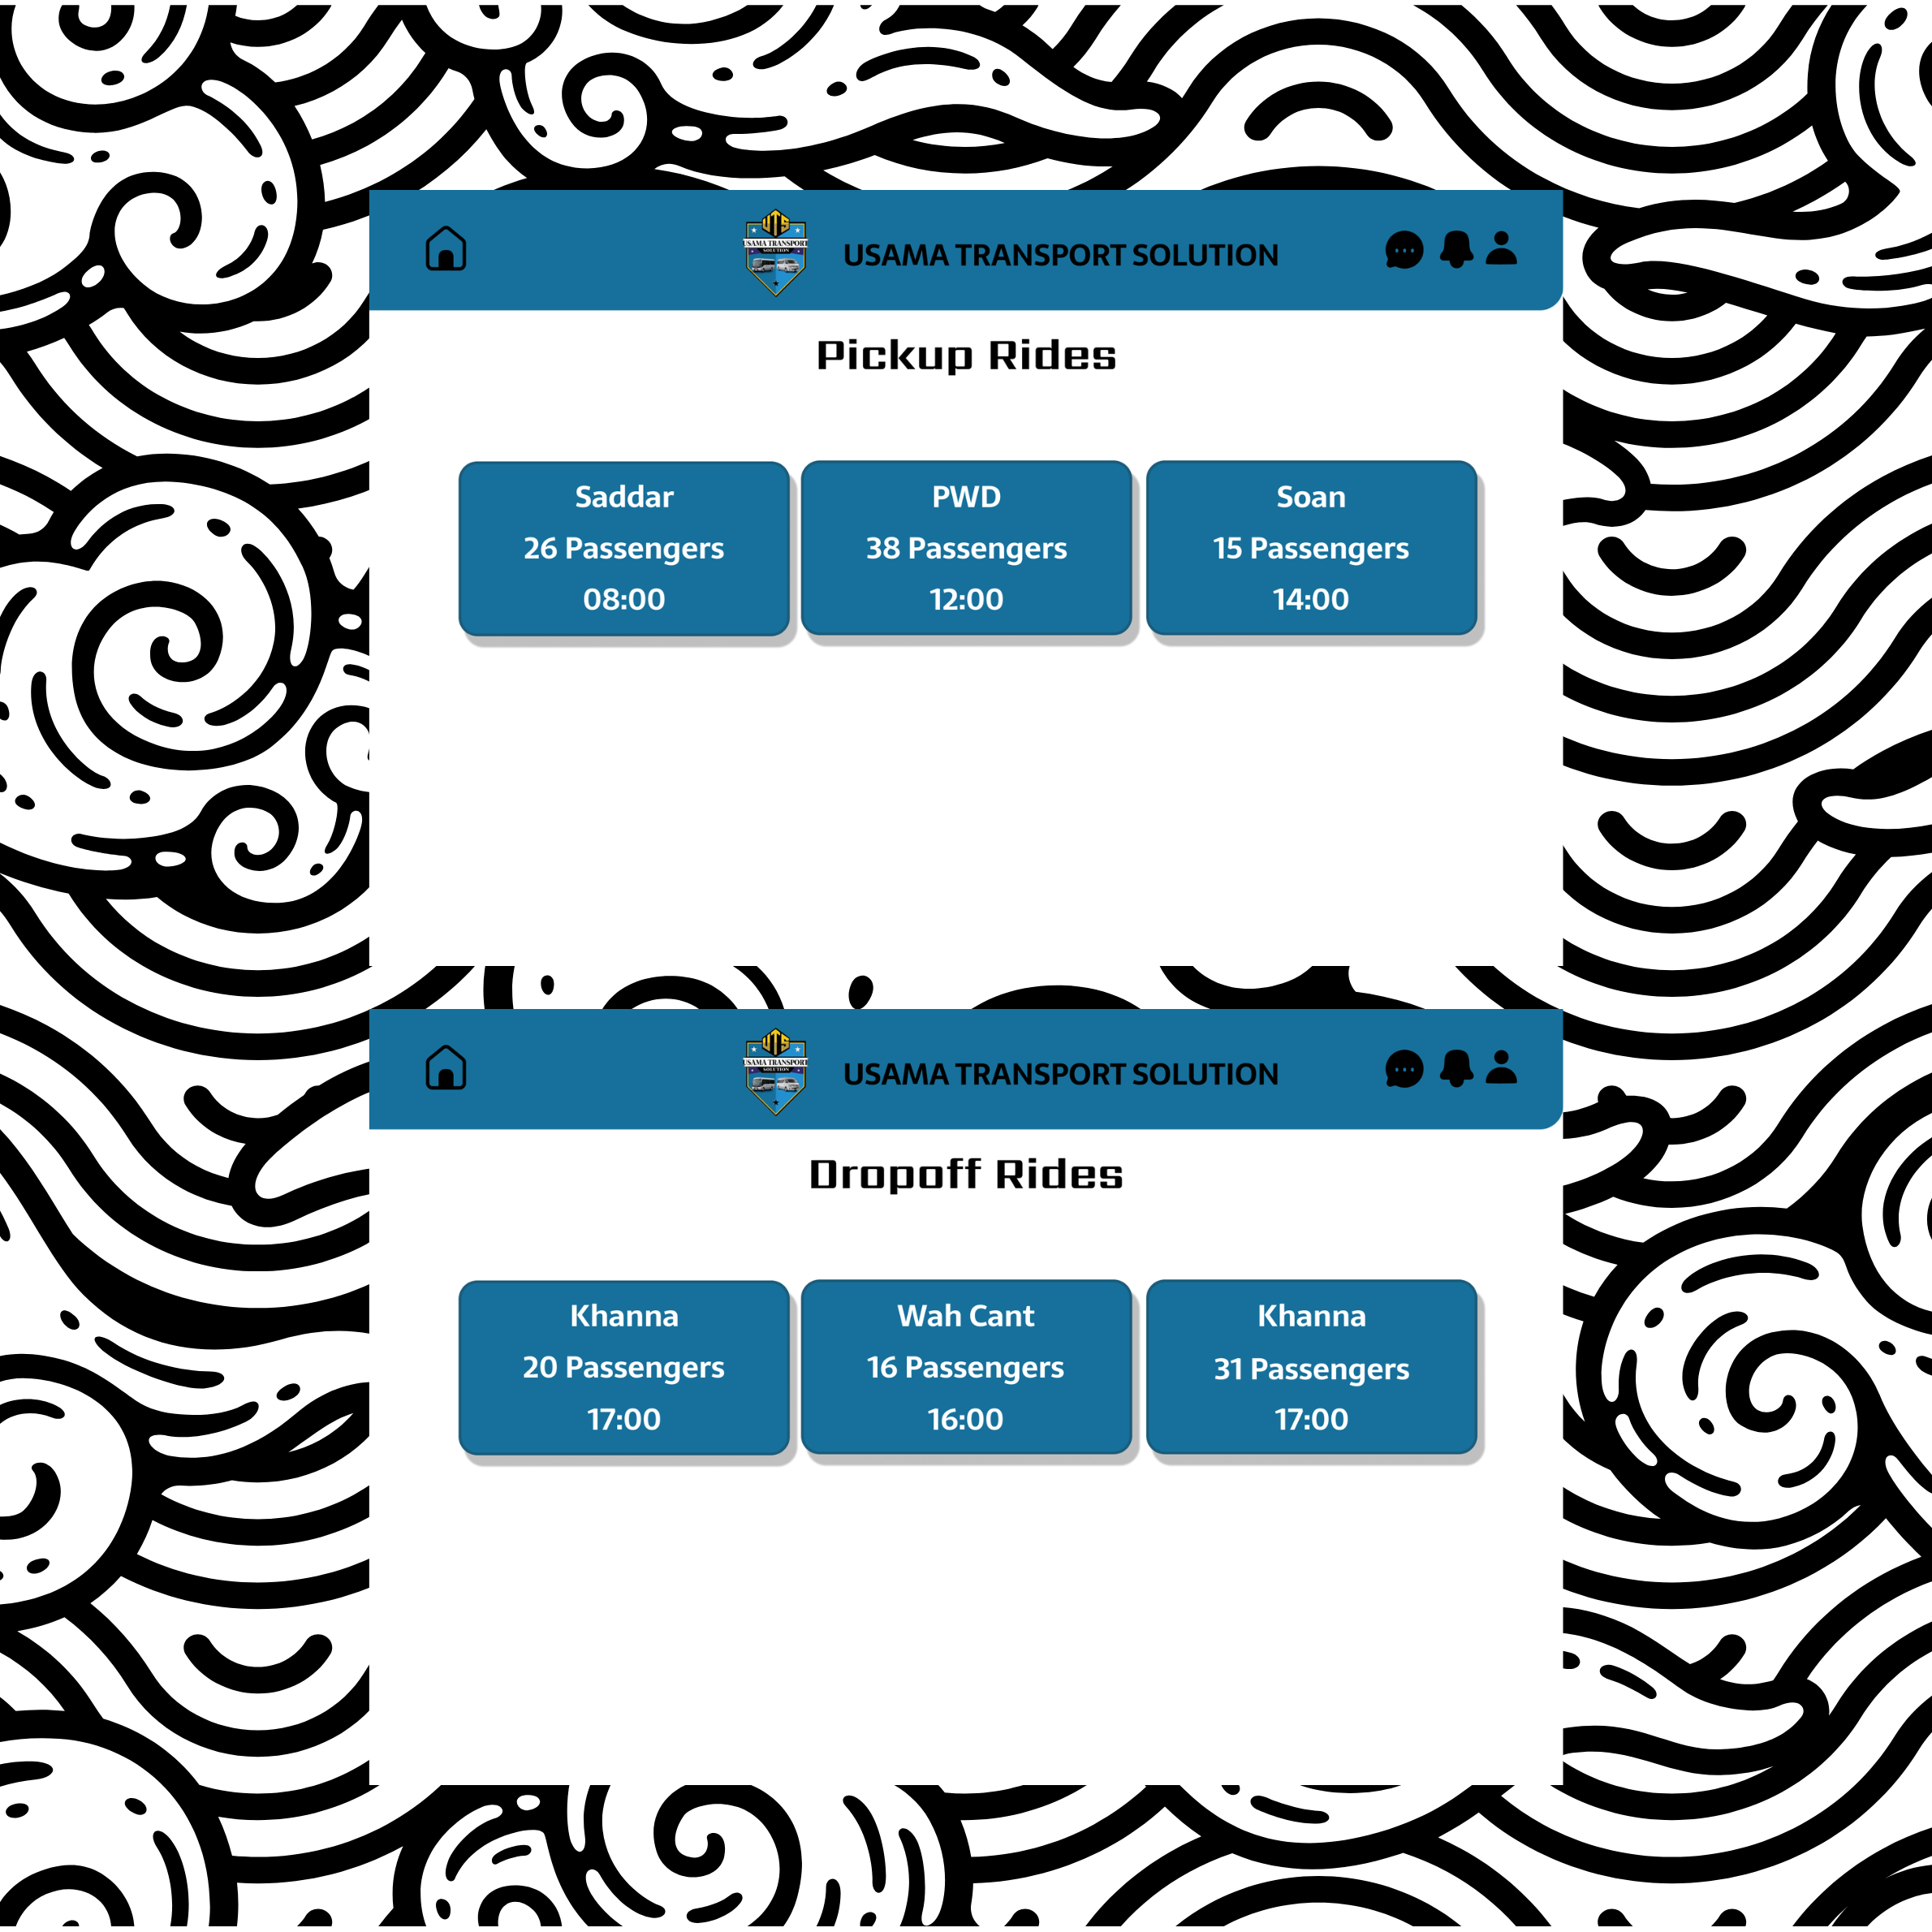 UTS
USAMA TRANSPORT
SOLUTION
USAMA TRANSPORT SOLUTION
Pickup Rides
Saddar
26 Passengers
08:00
PWD
38 Passengers
12:00
Soan
15 Passengers
14:00
UTS
USAMA TRANSPORT
SOLUTION
USAMA TRANSPORT SOLUTION
Dropoff Rides
Khanna
20 Passengers
17:00
Wah Cant
16 Passengers
16:00
Khanna
31 Passengers
17:00